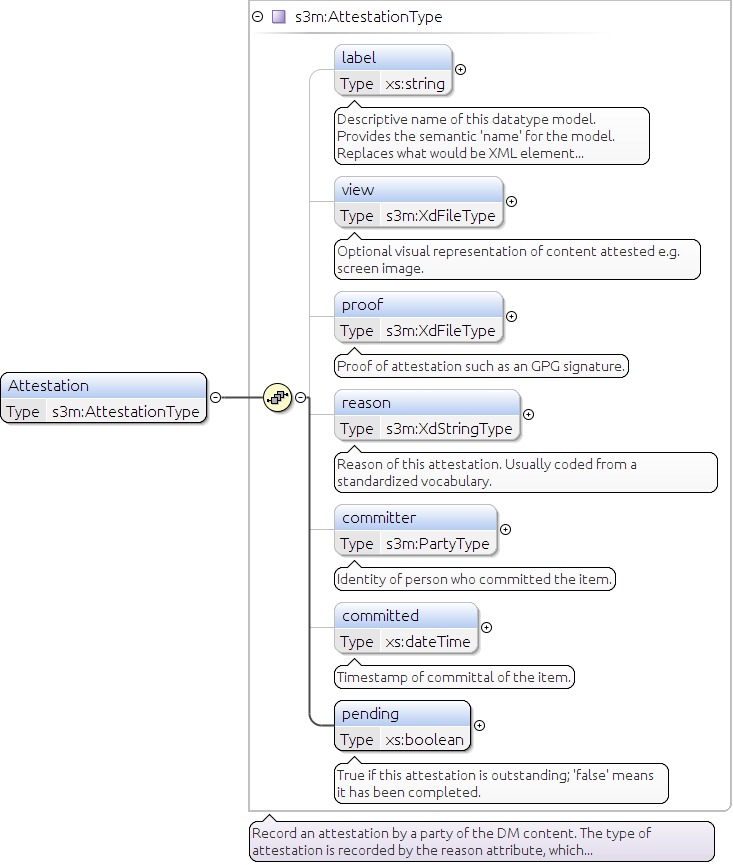 s3m:AttestationType
label
Type xs:string
Descriptive name of this datatype model.
Provides the semantic 'name' for the model.
Replaces what would be XML element...
view
Type s3m:XdFileType
Optional visual representation of content attested e.g.
screen image.
proof
Type s3m:XdFileType
Proof of attestation such as an GPG signature.
Attestation
Type s3m:AttestationType
reason
Type s3m:XdStringType
Reason of this attestation. Usually coded from a
standardized vocabulary.
committer
Type s3m:PartyType
Identity of person who committed the item.
committed
Type xs:dateTime
Timestamp of committal of the item.
pending
Type xs:boolean
True if this attestation is outstanding; 'false' means
it has been completed.
Record an attestation by a party of the DM content. The type of
attestation is recorded by the reason attribute, which...